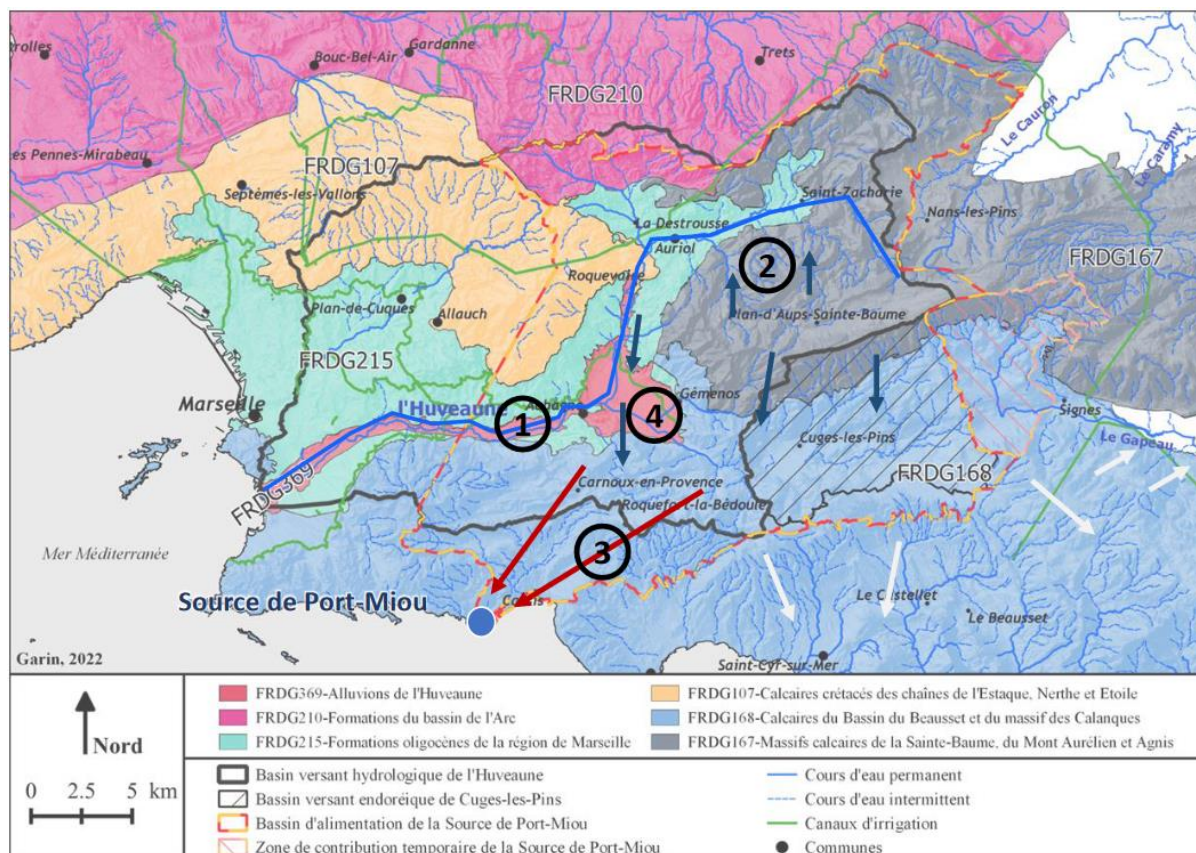 Gardanne
Bouc-Bel-Air
Trets
FRDG210
Le Cauron
Le Caramy
Les Pennes-Mirabeau
FRDG107
Septèmes-les-Vallons
Saint-Zacharie
Nans-les-Pins
La Destrousse
Auriol
2
FRDG167
Roquevaire
Plan-de-Cuques
Allauch
Plan-d'Aups-Sainte-Baume
FRDG215
Marseille
l'Huveaune
1
Aubagne
4
Gémenos
Signes
Cuges-les-Pins
Le Gapeau
FRDG369
FRDG168
Carnoux-en-Provence
Roquefort-la-Bédoule
Mer Méditerranée
3
Source de Port-Miou
Cassis
Le Castellet
Le Beausset
Garin, 2022
Saint-Cyr-sur-Mer
Nord
0 2.5 5 km
FRDG369-Alluvions de l'Huveaune
FRDG210-Formations du bassin de l'Arc
FRDG215-Formations oligocènes de la région de Marseille
FRDG107-Calcaires crétacés des chaînes de l'Estaque, Nerthe et Etoile
FRDG168-Calcaires du Bassin du Beausset et du massif des Calanques
FRDG167-Massifs calcaires de la Sainte-Baume, du Mont Aurélien et Agnis
Basin versant hydrologique de l'Huveaune
Bassin versant endoréique de Cuges-les-Pins
Bassin d'alimentation de la Source de Port-Miou
Zone de contribution temporaire de la Source de Port-Miou
Cours d'eau permanent
Cours d'eau intermittent
Canaux d'irrigation
Communes